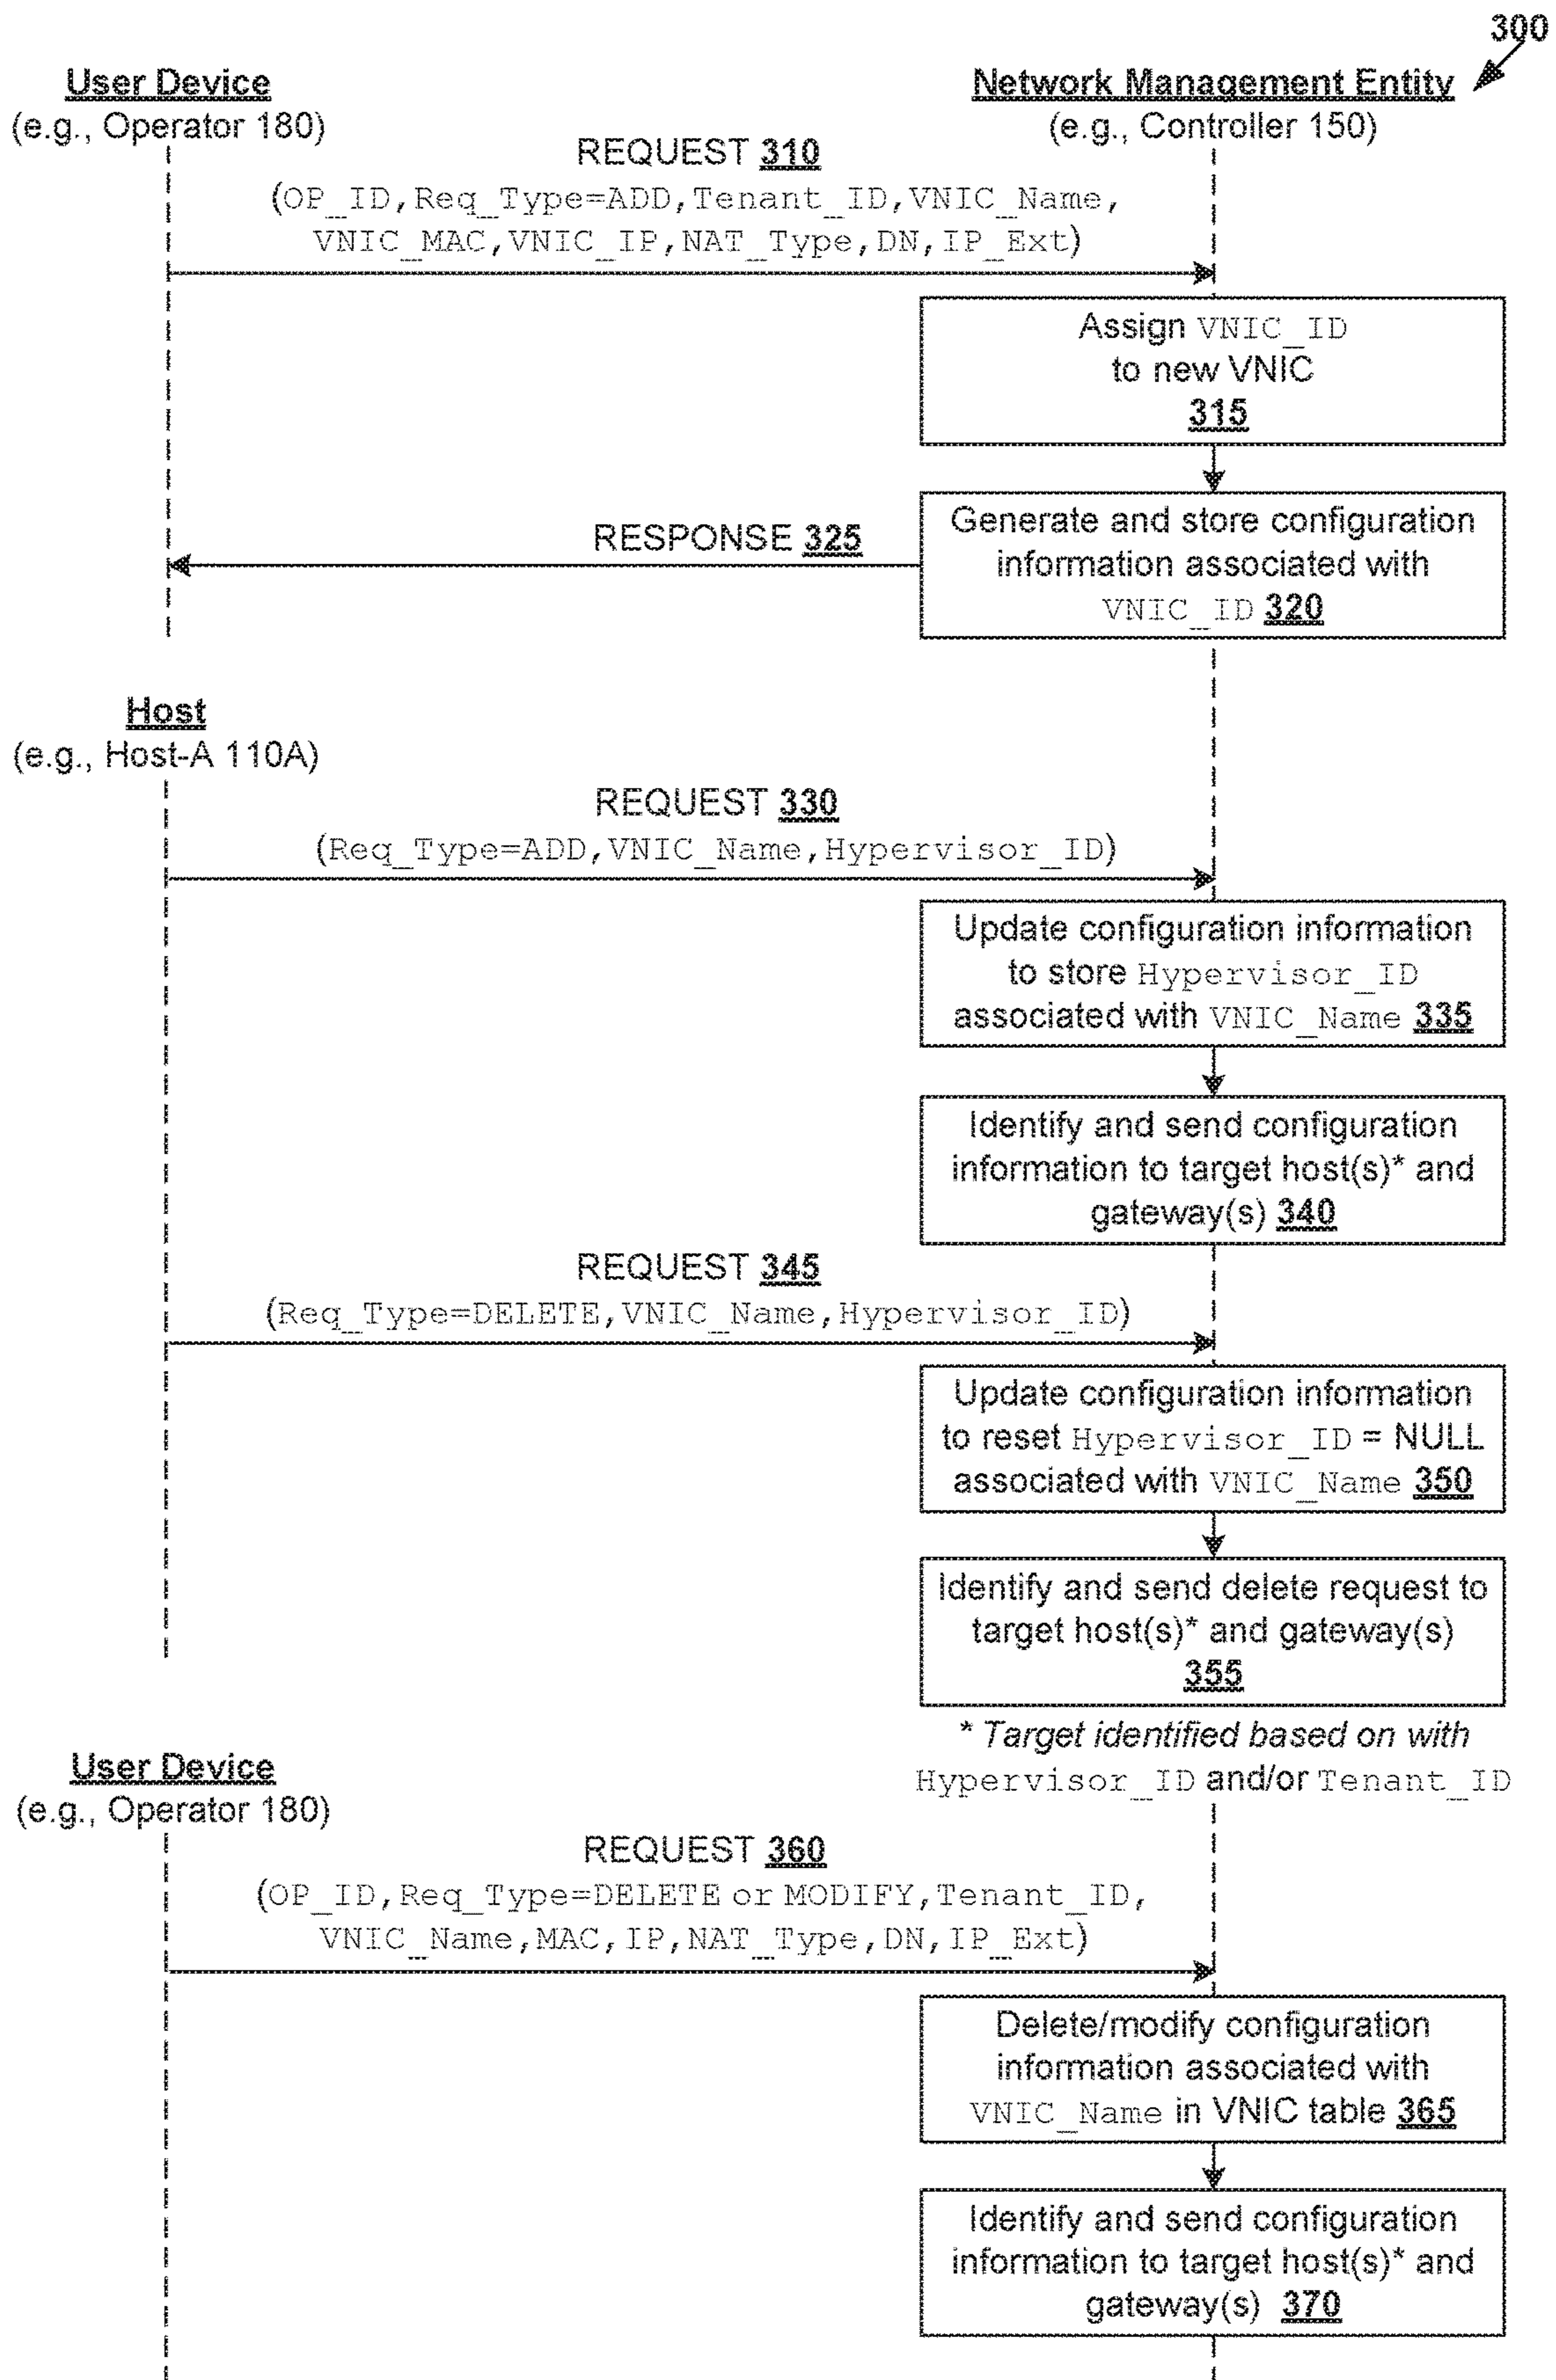 300
User Device
(e.g., Operator 180)
Network Management Entity
(e.g., Controller 150)
REQUEST 310
(OP_ID,Req_Type=ADD,Tenant_ID,VNIC_Name,
VNIC_MAC,VNIC_IP,NAT_Type,DN,IP_Ext)
Assign VNIC_ID
to new VNIC
315
RESPONSE 325
Generate and store configuration
information associated with
VNIC_ID 320
Host
(e.g., Host-A 110A)
REQUEST 330
(Req_Type=ADD,VNIC_Name,Hypervisor_ID)
Update configuration information
to store Hypervisor_ID
associated with VNIC_Name 335
Identify and send configuration
information to target host(s)* and
gateway(s) 340
REQUEST 345
(Req_Type=DELETE,VNIC_Name,Hypervisor_ID)
Update configuration information
to reset Hypervisor_ID = NULL
associated with VNIC_Name 350
Identify and send delete request to
target host(s)* and gateway(s)
355
* Target identified based on with
Hypervisor_ID and/or Tenant_ID
User Device
(e.g., Operator 180)
REQUEST 360
(OP_ID,Req_Type=DELETE or MODIFY,Tenant_ID,
VNIC_Name,MAC,IP,NAT_Type,DN,IP_Ext)
Delete/modify configuration
information associated with
VNIC_Name in VNIC table 365
Identify and send configuration
information to target host(s)* and
gateway(s) 370